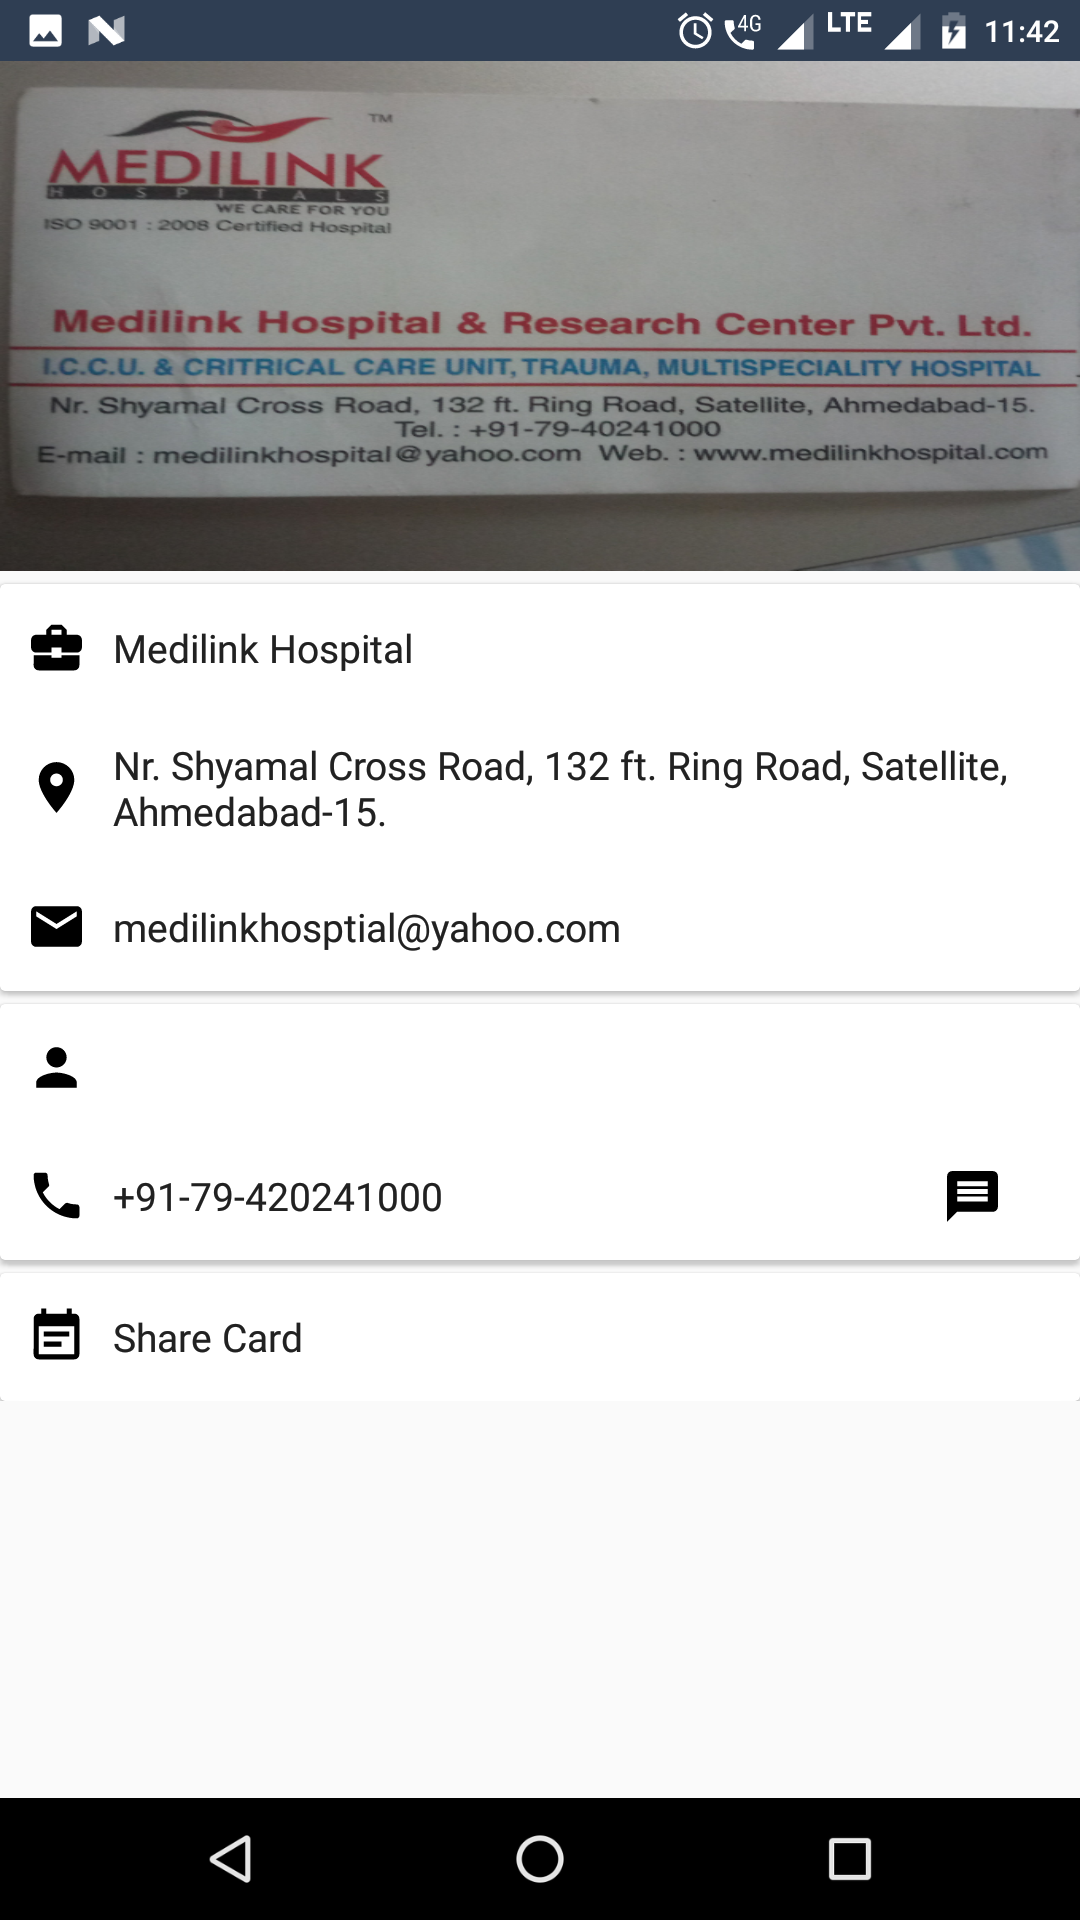 4G LTE 11:42
TM
MEDILINK
HOSPITALS
WE CARE FOR YOU
ISO 9001 : 2008 Certified Hospital
Medilink Hospital & Research Center Pvt. Ltd.
I.C.C.U. & CRITRICAL CARE UNIT, TRAUMA, MULTISPECIALITY HOSPITAL
Nr. Shyamal Cross Road, 132 ft. Ring Road, Satellite, Ahmedabad-15.
Tel. : +91-79-40241000
E-mail : medilinkhospital@yahoo.com Web. : www.medilinkhospital.com
Medilink Hospital
Nr. Shyamal Cross Road, 132 ft. Ring Road, Satellite,
Ahmedabad-15.
medilinkhosptial@yahoo.com
+91-79-420241000
Share Card